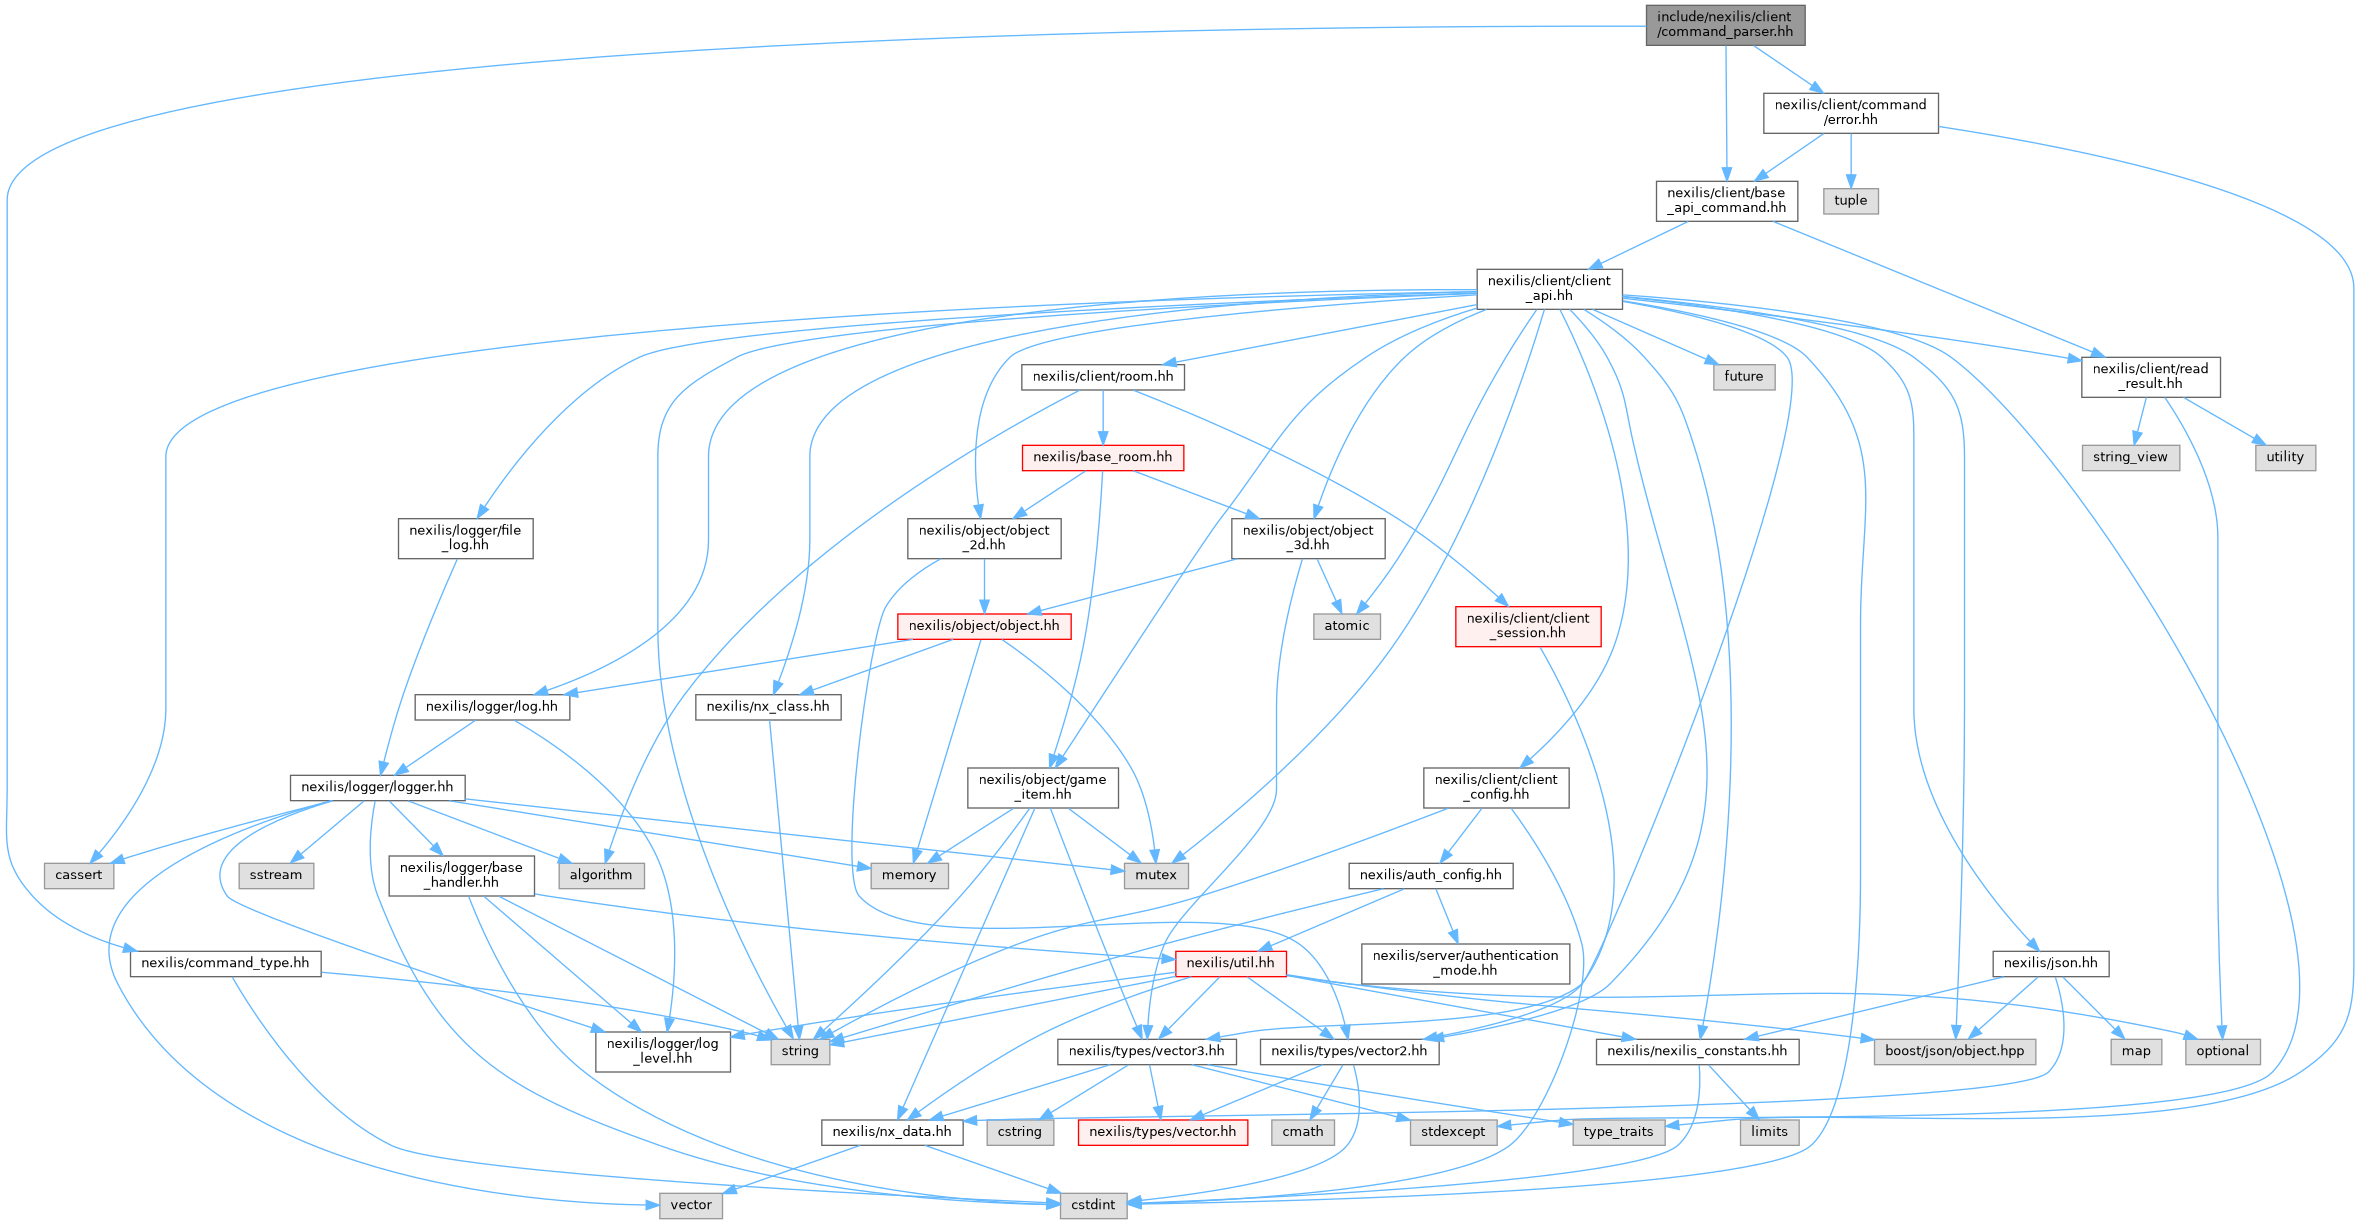 include/nexilis/client
/command_parser.hh
nexilis/client/command
/error.hh
nexilis/client/base
_api_command.hh
tuple
nexilis/client/client
_api.hh
nexilis/client/room.hh
future
nexilis/client/read
_result.hh
nexilis/base_room.hh
string_view
utility
nexilis/logger/file
_log.hh
nexilis/object/object
_2d.hh
nexilis/object/object
_3d.hh
nexilis/object/object.hh
atomic
nexilis/client/client
_session.hh
nexilis/logger/log.hh
nexilis/nx_class.hh
nexilis/logger/logger.hh
nexilis/object/game
_item.hh
nexilis/client/client
_config.hh
cassert
sstream
nexilis/logger/base
_handler.hh
algorithm
memory
mutex
nexilis/auth_config.hh
nexilis/command_type.hh
nexilis/util.hh
nexilis/server/authentication
_mode.hh
nexilis/json.hh
nexilis/logger/log
_level.hh
string
nexilis/types/vector3.hh
nexilis/types/vector2.hh
nexilis/nexilis_constants.hh
boost/json/object.hpp
map
optional
nexilis/nx_data.hh
cstring
nexilis/types/vector.hh
cmath
stdexcept
type_traits
limits
vector
cstdint